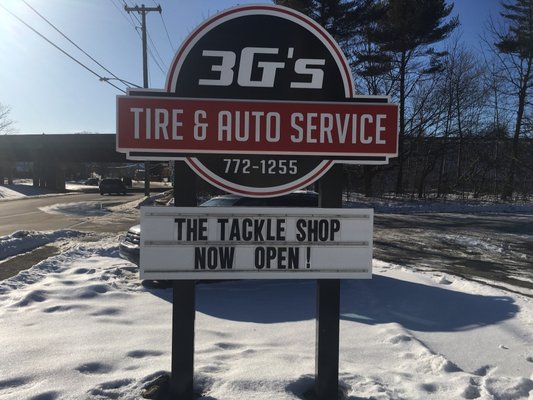 3G's
TIRE & AUTO SERVICE
772-1255
THE TACKLE SHOP
NOW OPEN!